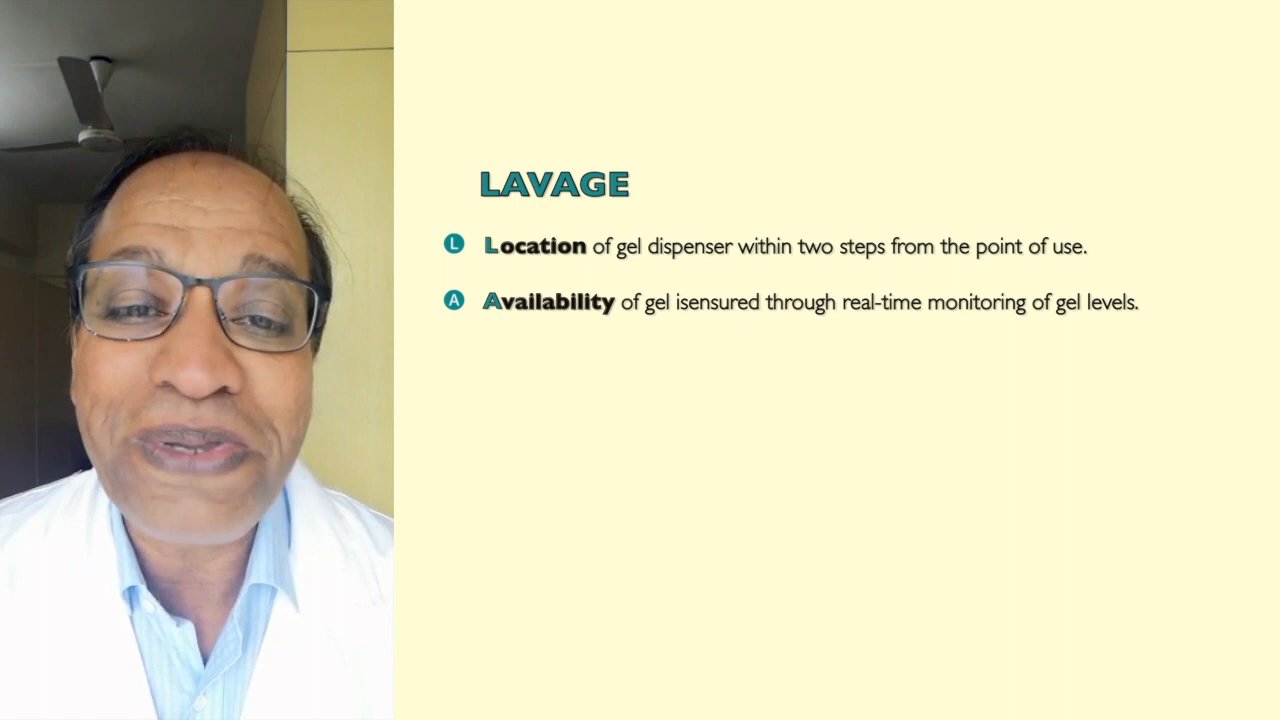 LAVAGE
L Location of gel dispenser within two steps from the point of use.
A Availability of gel isensured through real-time monitoring of gel levels.